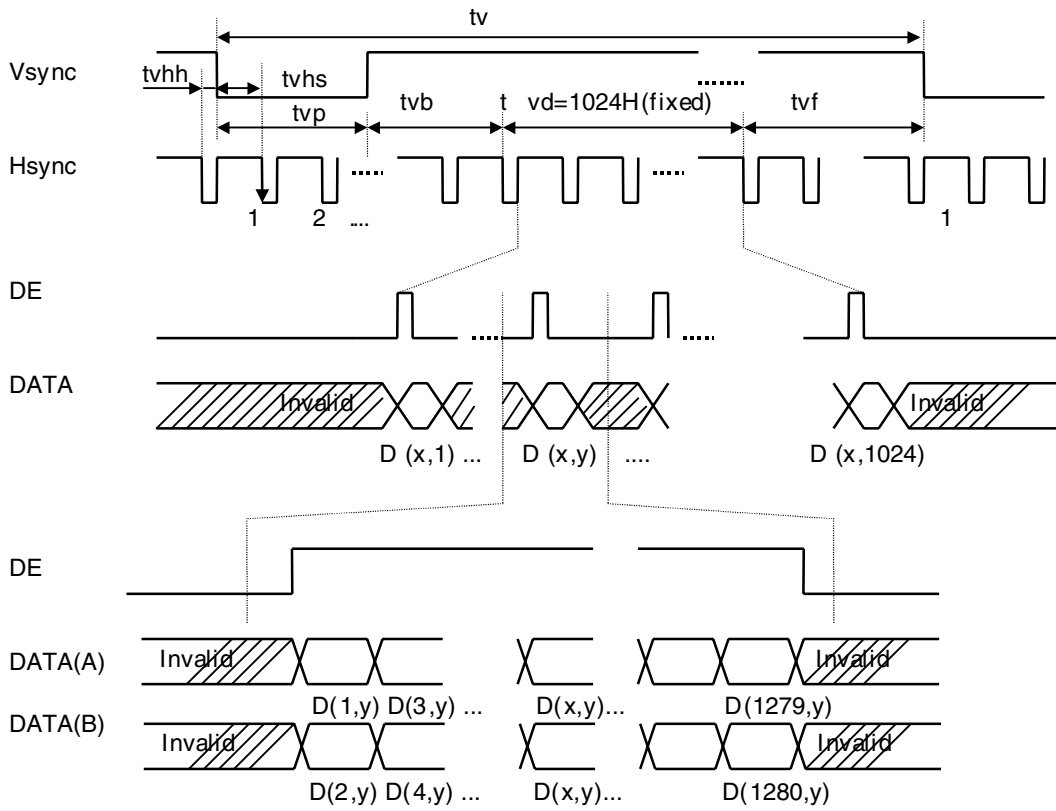 tv
Vsync
tvhh
tvhs
tvp
tvb
t
vd=1024H(fixed)
tvf
Hsync
1
2
....
1
DE
DATA
Invalid
Invalid
D (x,1) ...
D (x,y)
....
D (x,1024)
DE
DATA(A)
Invalid
Invalid
D(1,y) D(3,y) ...
D(x,y)...
D(1279,y)
DATA(B)
Invalid
Invalid
D(2,y) D(4,y) ...
D(x,y)...
D(1280,y)